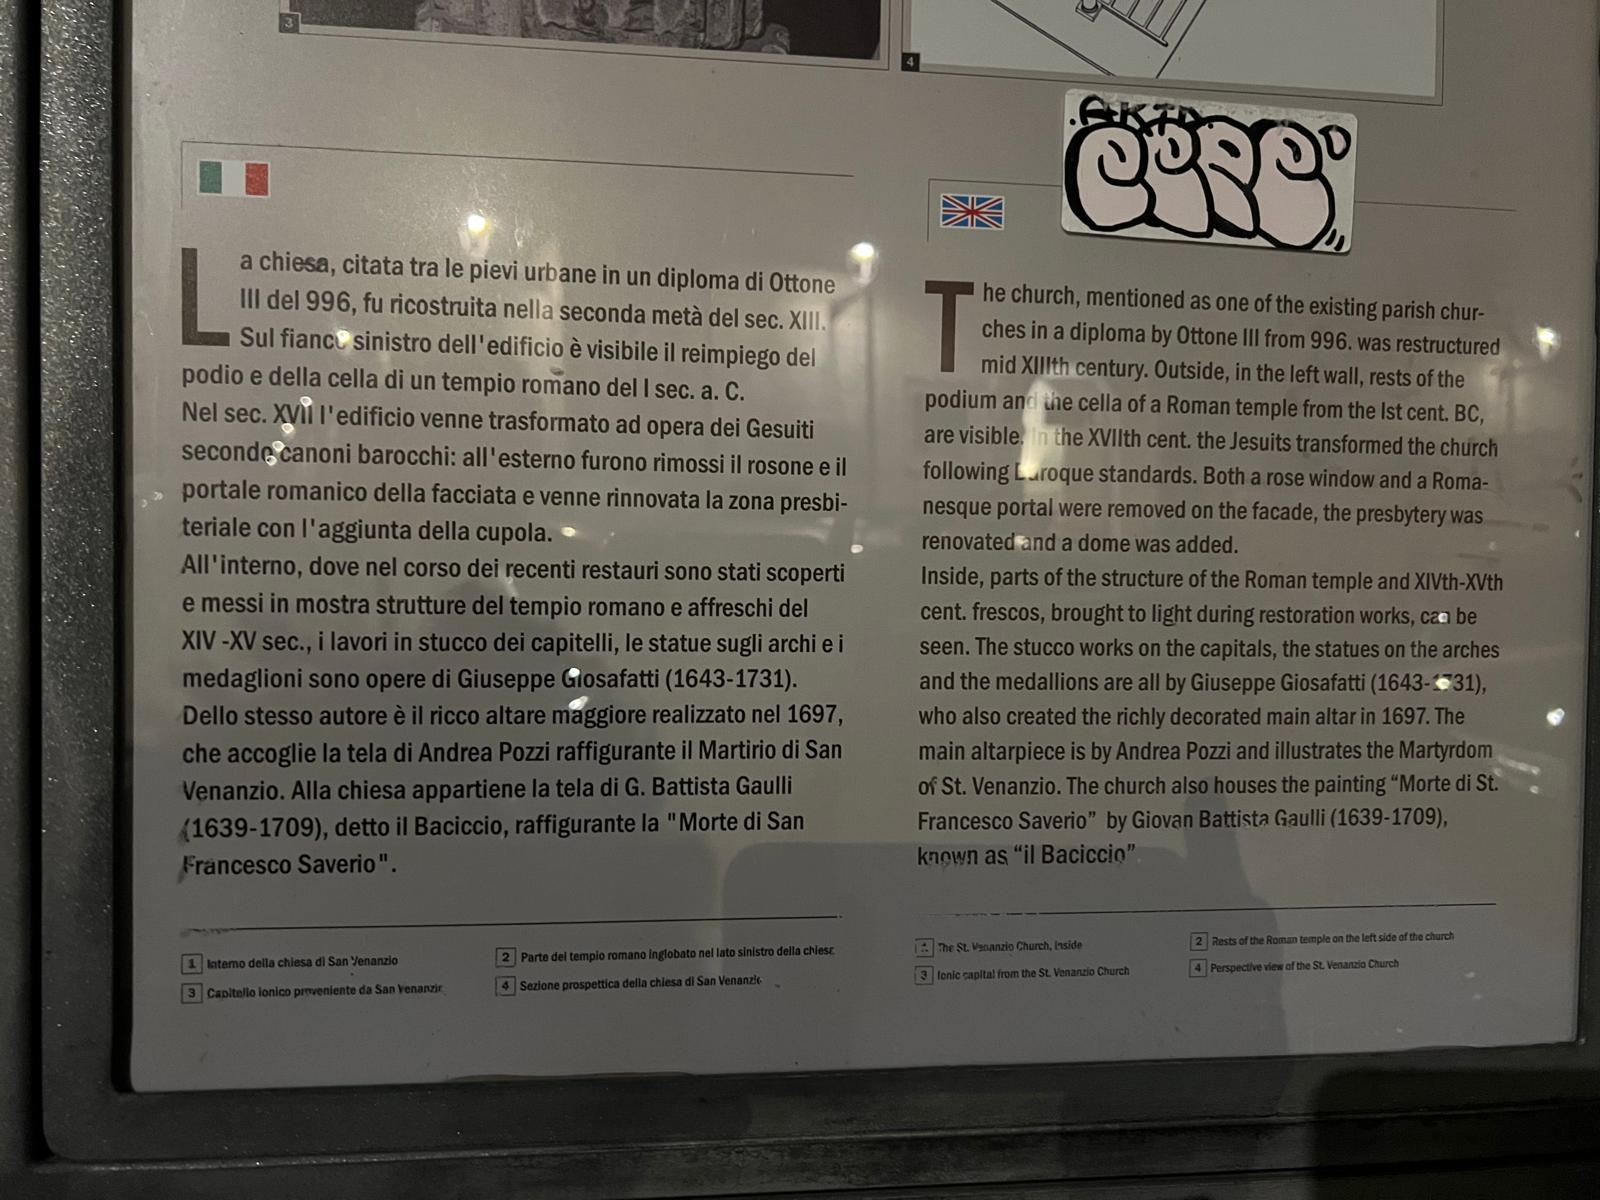 3
4
AKTA
La chiesa, citata tra le pievi urbane in un diploma di Ottone
III del 996, fu ricostruita nella seconda metà del sec. XIII.
Sul fianco sinistro dell'edificio è visibile il reimpiego del
podio e della cella di un tempio romano del I sec. a. C.
Nel sec. XVII l'edificio venne trasformato ad opera dei Gesuiti
secondo canoni barocchi: all'esterno furono rimossi il rosone e il
portale romanico della facciata e venne rinnovata la zona presbi-
teriale con l'aggiunta della cupola.
All'interno, dove nel corso dei recenti restauri sono stati scoperti
e messi in mostra strutture del tempio romano e affreschi del
XIV -XV sec., i lavori in stucco dei capitelli, le statue sugli archi e i
medaglioni sono opere di Giuseppe Giosafatti (1643-1731).
Dello stesso autore è il ricco altare maggiore realizzato nel 1697,
che accoglie la tela di Andrea Pozzi raffigurante il Martirio di San
Venanzio. Alla chiesa appartiene la tela di G. Battista Gaulli
(1639-1709), detto il Baciccio, raffigurante la "Morte di San
Francesco Saverio".
1 Interno della chiesa di San Venanzio
2 Parte del tempio romano inglobato nel lato sinistro della chiesa
3 Capitello ionico proveniente da San Venanzio
4 Sezione prospettica della chiesa di San Venanzio
The church, mentioned as one of the existing parish chur-
ches in a diploma by Ottone III from 996. was restructured
mid XIIIth century. Outside, in the left wall, rests of the
podium and the cella of a Roman temple from the Ist cent. BC,
are visible. In the XVIIth cent. the Jesuits transformed the church
following Baroque standards. Both a rose window and a Roma-
nesque portal were removed on the facade, the presbytery was
renovated and a dome was added.
Inside, parts of the structure of the Roman temple and XIVth-XVth
cent. frescos, brought to light during restoration works, can be
seen. The stucco works on the capitals, the statues on the arches
and the medallions are all by Giuseppe Giosafatti (1643-1731),
who also created the richly decorated main altar in 1697. The
main altarpiece is by Andrea Pozzi and illustrates the Martyrdom
of St. Venanzio. The church also houses the painting “Morte di St.
Francesco Saverio” by Giovan Battista Gaulli (1639-1709),
known as “il Baciccio”
1 The St. Venanzio Church, inside
2 Rests of the Roman temple on the left side of the church
3 Ionic capital from the St. Venanzio Church
4 Perspective view of the St. Venanzio Church